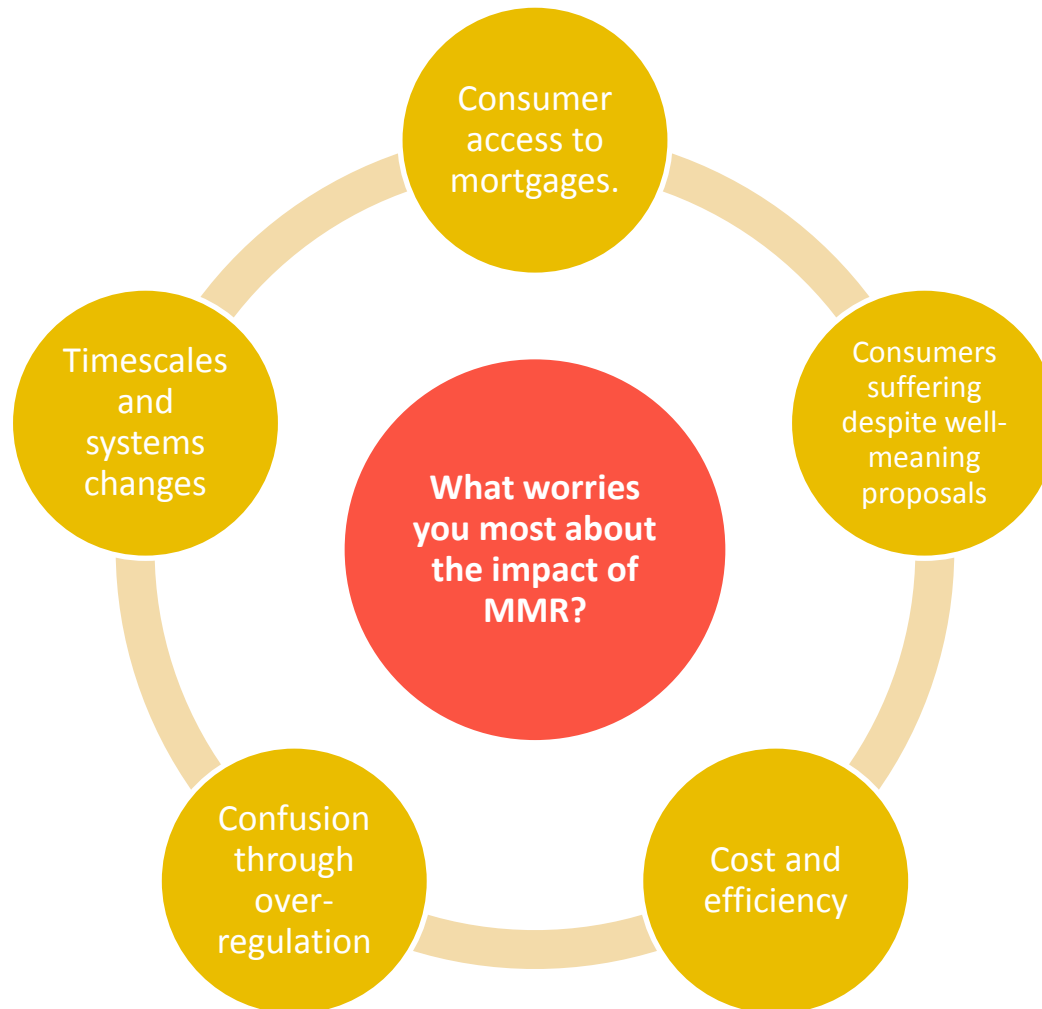 Consumer
access to
mortgages.
Consumers
suffering
despite well-
meaning
proposals
Cost and
efficiency
Confusion
through
over-
regulation
Timescales
and
systems
changes
What worries
you most about
the impact of
MMR?